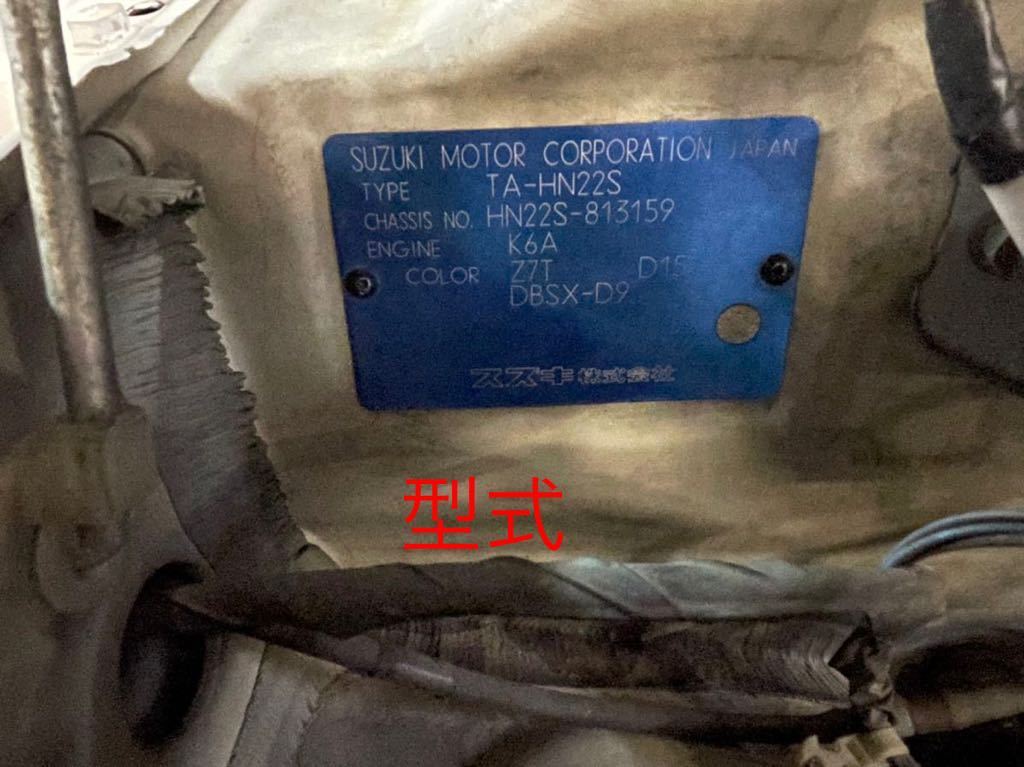 SUZUKI MOTOR CORPORATION JAPAN
TYPE TA-HN22S
CHASSIS NO. HN22S-813159
ENGINE K6A
COLOR Z7T D15
DBSX-D9
スズキ株式会社
型式